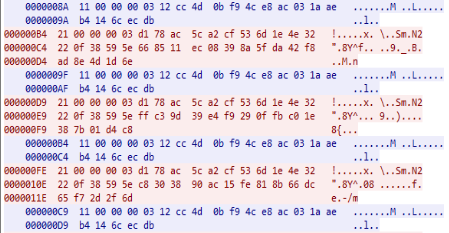 0000008A 11 00 00 00 03 12 cc 4d 0b f9 4c e8 ac 03 1a ae .......M ..L.....
0000009A b4 14 6c ec db ..l..
000000B4 21 00 00 00 03 d1 78 ac 5c a2 cf 53 6d 1e 4e 32 !.....x. \..Sm.N2
000000C4 22 0f 38 59 5e 66 85 11 ec 08 39 8a 5f da 42 f8 ".8Y^f.. ..9._.B.
000000D4 ad 8e 4d 1d 6e ..M.n
0000009F 11 00 00 00 03 12 cc 4d 0b f9 4c e8 ac 03 1a ae .......M ..L.....
000000AF b4 14 6c ec db ..l..
000000D9 21 00 00 00 03 d1 78 ac 5c a2 cf 53 6d 1e 4e 32 !.....x. \..Sm.N2
000000E9 22 0f 38 59 5e ff c3 9d 39 e4 f9 29 0f fb c0 1e ".8Y^... 9..)....
000000F9 38 7b 01 d4 c8 8{...
000000B4 11 00 00 00 03 12 cc 4d 0b f9 4c e8 ac 03 1a ae .......M ..L.....
000000C4 b4 14 6c ec db ..l..
000000FE 21 00 00 00 03 d1 78 ac 5c a2 cf 53 6d 1e 4e 32 !.....x. \..Sm.N2
0000010E 22 0f 38 59 5e c8 30 38 90 ac 15 fe 81 8b 66 dc ".8Y^.08 ......f.
0000011E 65 f7 2d 2f 6d e.-/m
000000C9 11 00 00 00 03 12 cc 4d 0b f9 4c e8 ac 03 1a ae .......M ..L.....
000000D9 b4 14 6c ec db ..l..